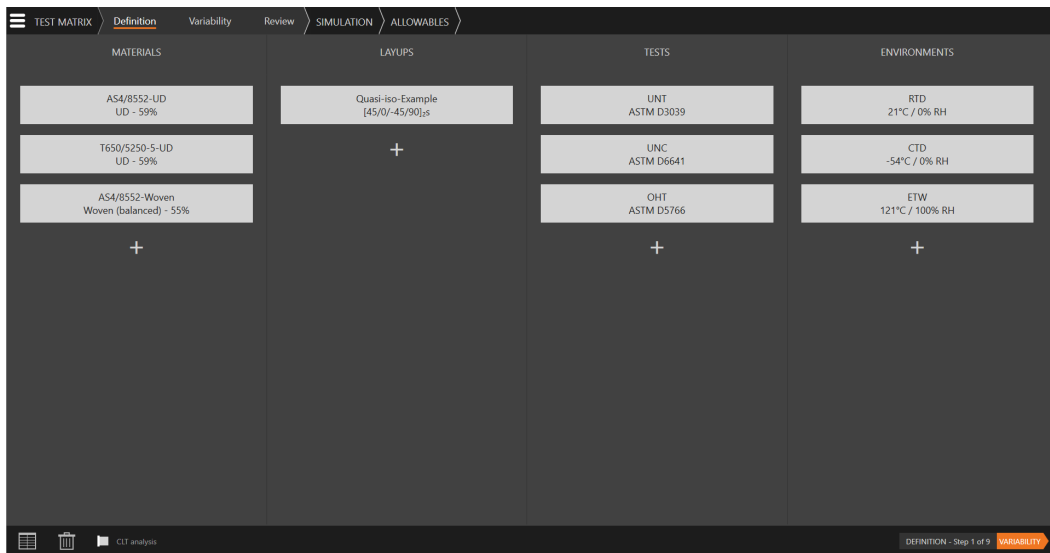 TEST MATRIX
Definition
Variability
Review
SIMULATION
ALLOWABLES
MATERIALS
AS4/8552-UD
UD - 59%
T650/5250-5-UD
UD - 59%
AS4/8552-Woven
Woven (balanced) - 55%
+
LAYUPS
Quasi-iso-Example
[45/0/-45/90]₂s
+
TESTS
UNT
ASTM D3039
UNC
ASTM D6641
OHT
ASTM D5766
+
ENVIRONMENTS
RTD
21°C / 0% RH
CTD
-54°C / 0% RH
ETW
121°C / 100% RH
+
CLT analysis
DEFINITION - Step 1 of 9
VARIABILITY